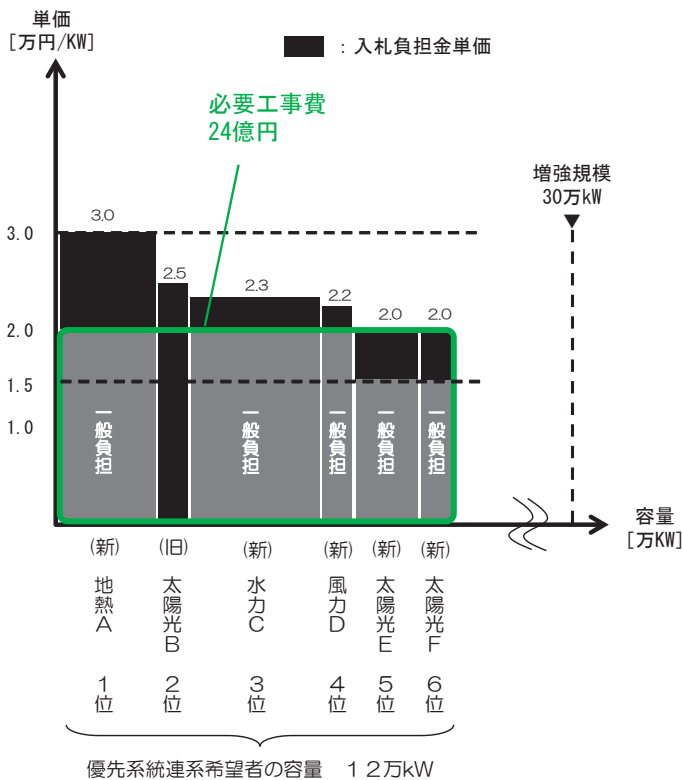 単価
[万円/KW]
：入札負担金単価
必要工事費
24億円
増強規模
30万kW
3.0
3.0
2.5
2.3
2.2
2.0
2.0
2.0
1.5
1.0
一般負担
一般負担
一般負担
一般負担
一般負担
容量
[万KW]
(新)
(旧)
(新)
(新)
(新)
(新)
地熱A
太陽光B
水力C
風力D
太陽光E
太陽光F
1位
2位
3位
4位
5位
6位
優先系統連系希望者の容量　１２万kW